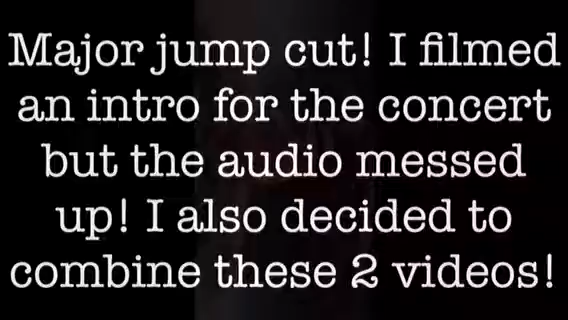 Major jump cut! I filmed
an intro for the concert
but the audio messed
up! I also decided to
combine these 2 videos!